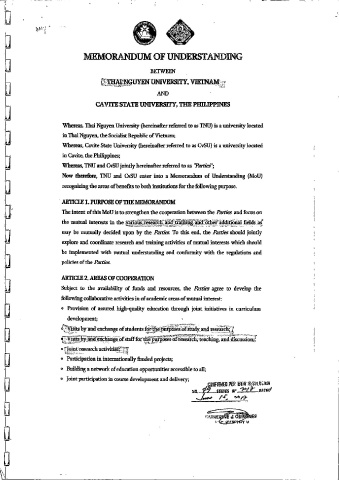 MEMORANDUM OF UNDERSTANDING
BETWEEN
THAI NGUYEN UNIVERSITY, VIETNAM
AND
CAVITE STATE UNIVERSITY, THE PHILIPPINES
Whereas, Thai Nguyen University (hereinafter referred to as TNU) is a university located
in Thai Nguyen, the Socialist Republic of Vietnam;
Whereas, Cavite State University (hereinafter referred to as CvSU) is a university located
in Cavite, the Philippines;
Whereas, TNU and CvSU jointly hereinafter referred to as "Parties";
Now therefore, TNU and CvSU enter into a Memorandum of Understanding (MoU)
recognizing the areas of benefits to both institutions for the following purpose.
ARTICLE 1. PURPOSE OF THE MEMORANDUM
The intent of this MoU is to strengthen the cooperation between the Parties and focus on
the mutual interests in the various research and training and other additional fields as
may be mutually decided upon by the Parties. To this end, the Parties should jointly
explore and coordinate research and training activities of mutual interests which should
be implemented with mutual understanding and conformity with the regulations and
policies of the Parties.
ARTICLE 2. AREAS OF COOPERATION
Subject to the availability of funds and resources, the Parties agree to develop the
following collaborative activities in of academic areas of mutual interest:
• Provision of assured high-quality education through joint initiatives in curriculum
development;
• Visits by and exchange of students for the purposes of study and research;
• Visits by and exchange of staff for the purposes of research, teaching, and discussion;
• Joint research activities;
• Participation in internationally funded projects;
• Building a network of education opportunities accessible to all;
• Joint participation in course development and delivery;
CONFIRMED PER BOR RESOLUTION
NO. SERIES OF DATED